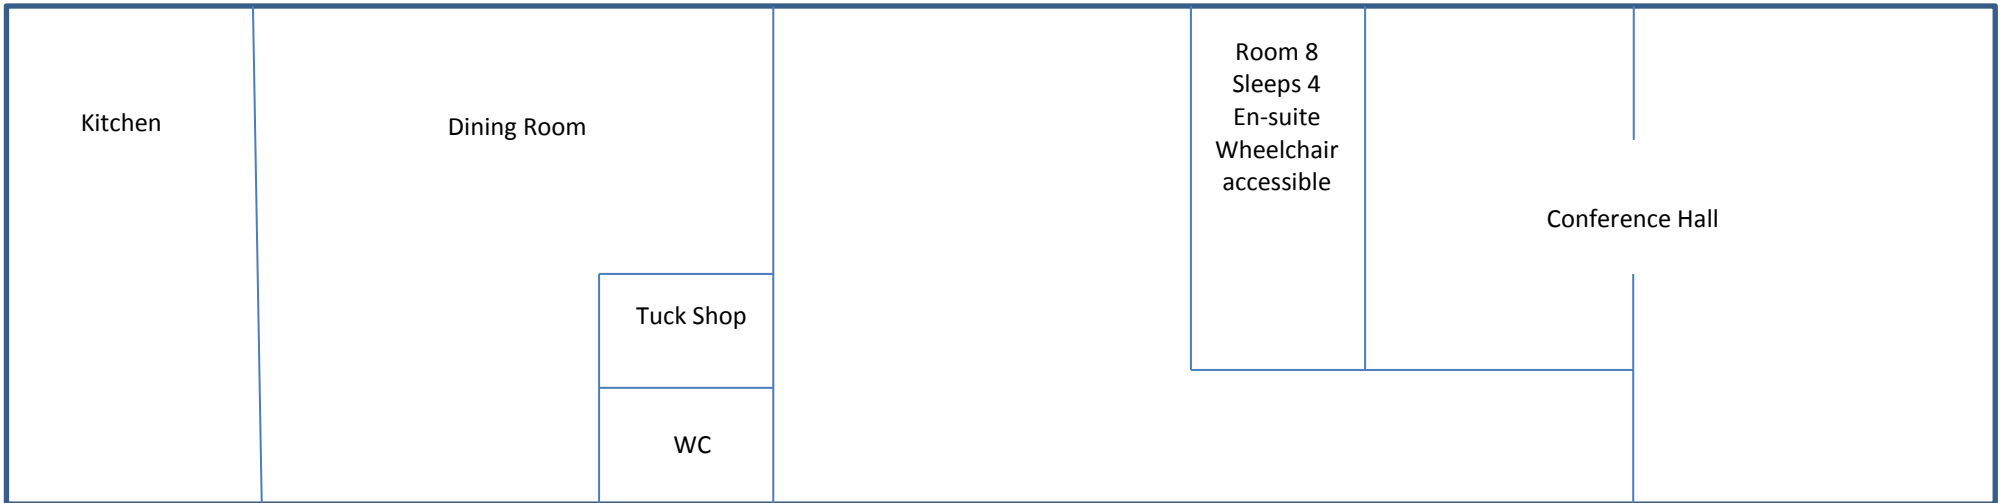 Kitchen
Dining Room
Tuck Shop
WC
Room 8
Sleeps 4
En-suite
Wheelchair
accessible
Conference Hall